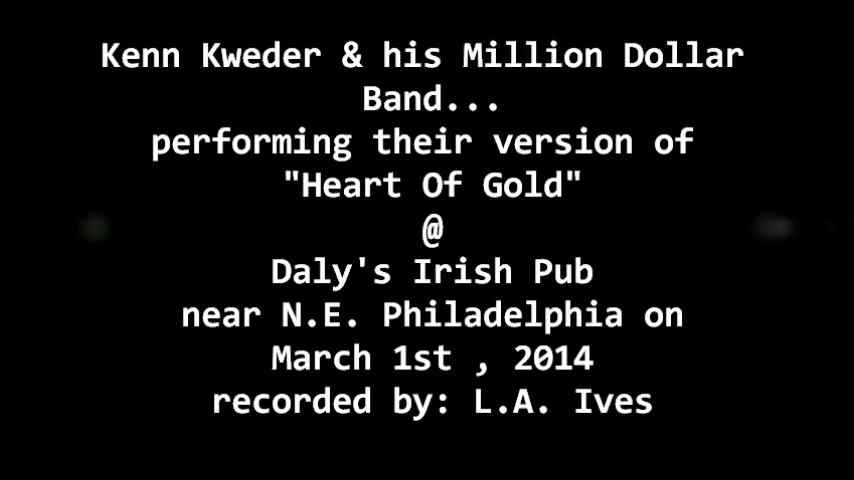 Kenn Kweder & his Million Dollar
Band...
performing their version of
"Heart Of Gold"
@
Daly's Irish Pub
near N.E. Philadelphia on
March 1st , 2014
recorded by: L.A. Ives